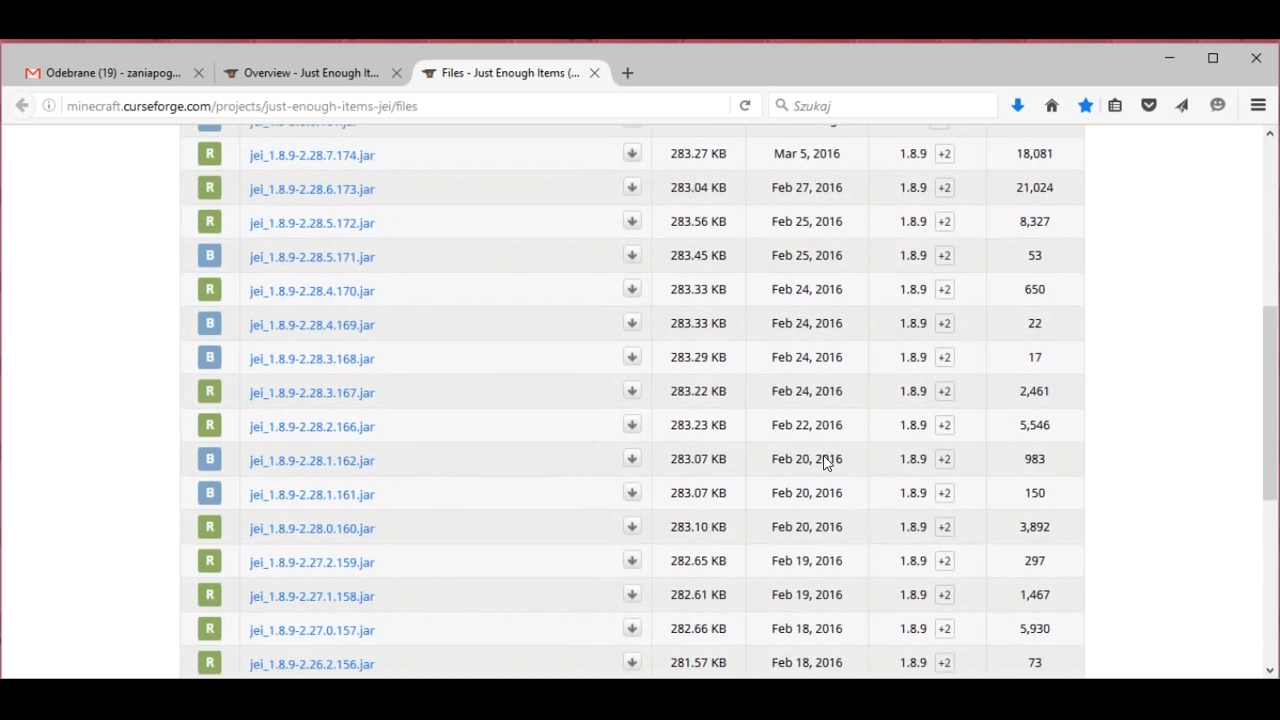 Odebrane (19) - zaniapog...
Overview - Just Enough It...
Files - Just Enough Items (...
minecraft.curseforge.com/projects/just-enough-items-jei/files
Szukaj
R jei_1.8.9-2.28.7.174.jar 283.27 KB Mar 5, 2016 1.8.9 +2 18,081
R jei_1.8.9-2.28.6.173.jar 283.04 KB Feb 27, 2016 1.8.9 +2 21,024
R jei_1.8.9-2.28.5.172.jar 283.56 KB Feb 25, 2016 1.8.9 +2 8,327
B jei_1.8.9-2.28.5.171.jar 283.45 KB Feb 25, 2016 1.8.9 +2 53
R jei_1.8.9-2.28.4.170.jar 283.33 KB Feb 24, 2016 1.8.9 +2 650
B jei_1.8.9-2.28.4.169.jar 283.33 KB Feb 24, 2016 1.8.9 +2 22
B jei_1.8.9-2.28.3.168.jar 283.29 KB Feb 24, 2016 1.8.9 +2 17
R jei_1.8.9-2.28.3.167.jar 283.22 KB Feb 24, 2016 1.8.9 +2 2,461
R jei_1.8.9-2.28.2.166.jar 283.23 KB Feb 22, 2016 1.8.9 +2 5,546
B jei_1.8.9-2.28.1.162.jar 283.07 KB Feb 20, 2016 1.8.9 +2 983
B jei_1.8.9-2.28.1.161.jar 283.07 KB Feb 20, 2016 1.8.9 +2 150
R jei_1.8.9-2.28.0.160.jar 283.10 KB Feb 20, 2016 1.8.9 +2 3,892
R jei_1.8.9-2.27.2.159.jar 282.65 KB Feb 19, 2016 1.8.9 +2 297
R jei_1.8.9-2.27.1.158.jar 282.61 KB Feb 19, 2016 1.8.9 +2 1,467
R jei_1.8.9-2.27.0.157.jar 282.66 KB Feb 18, 2016 1.8.9 +2 5,930
R jei_1.8.9-2.26.2.156.jar 281.57 KB Feb 18, 2016 1.8.9 +2 73